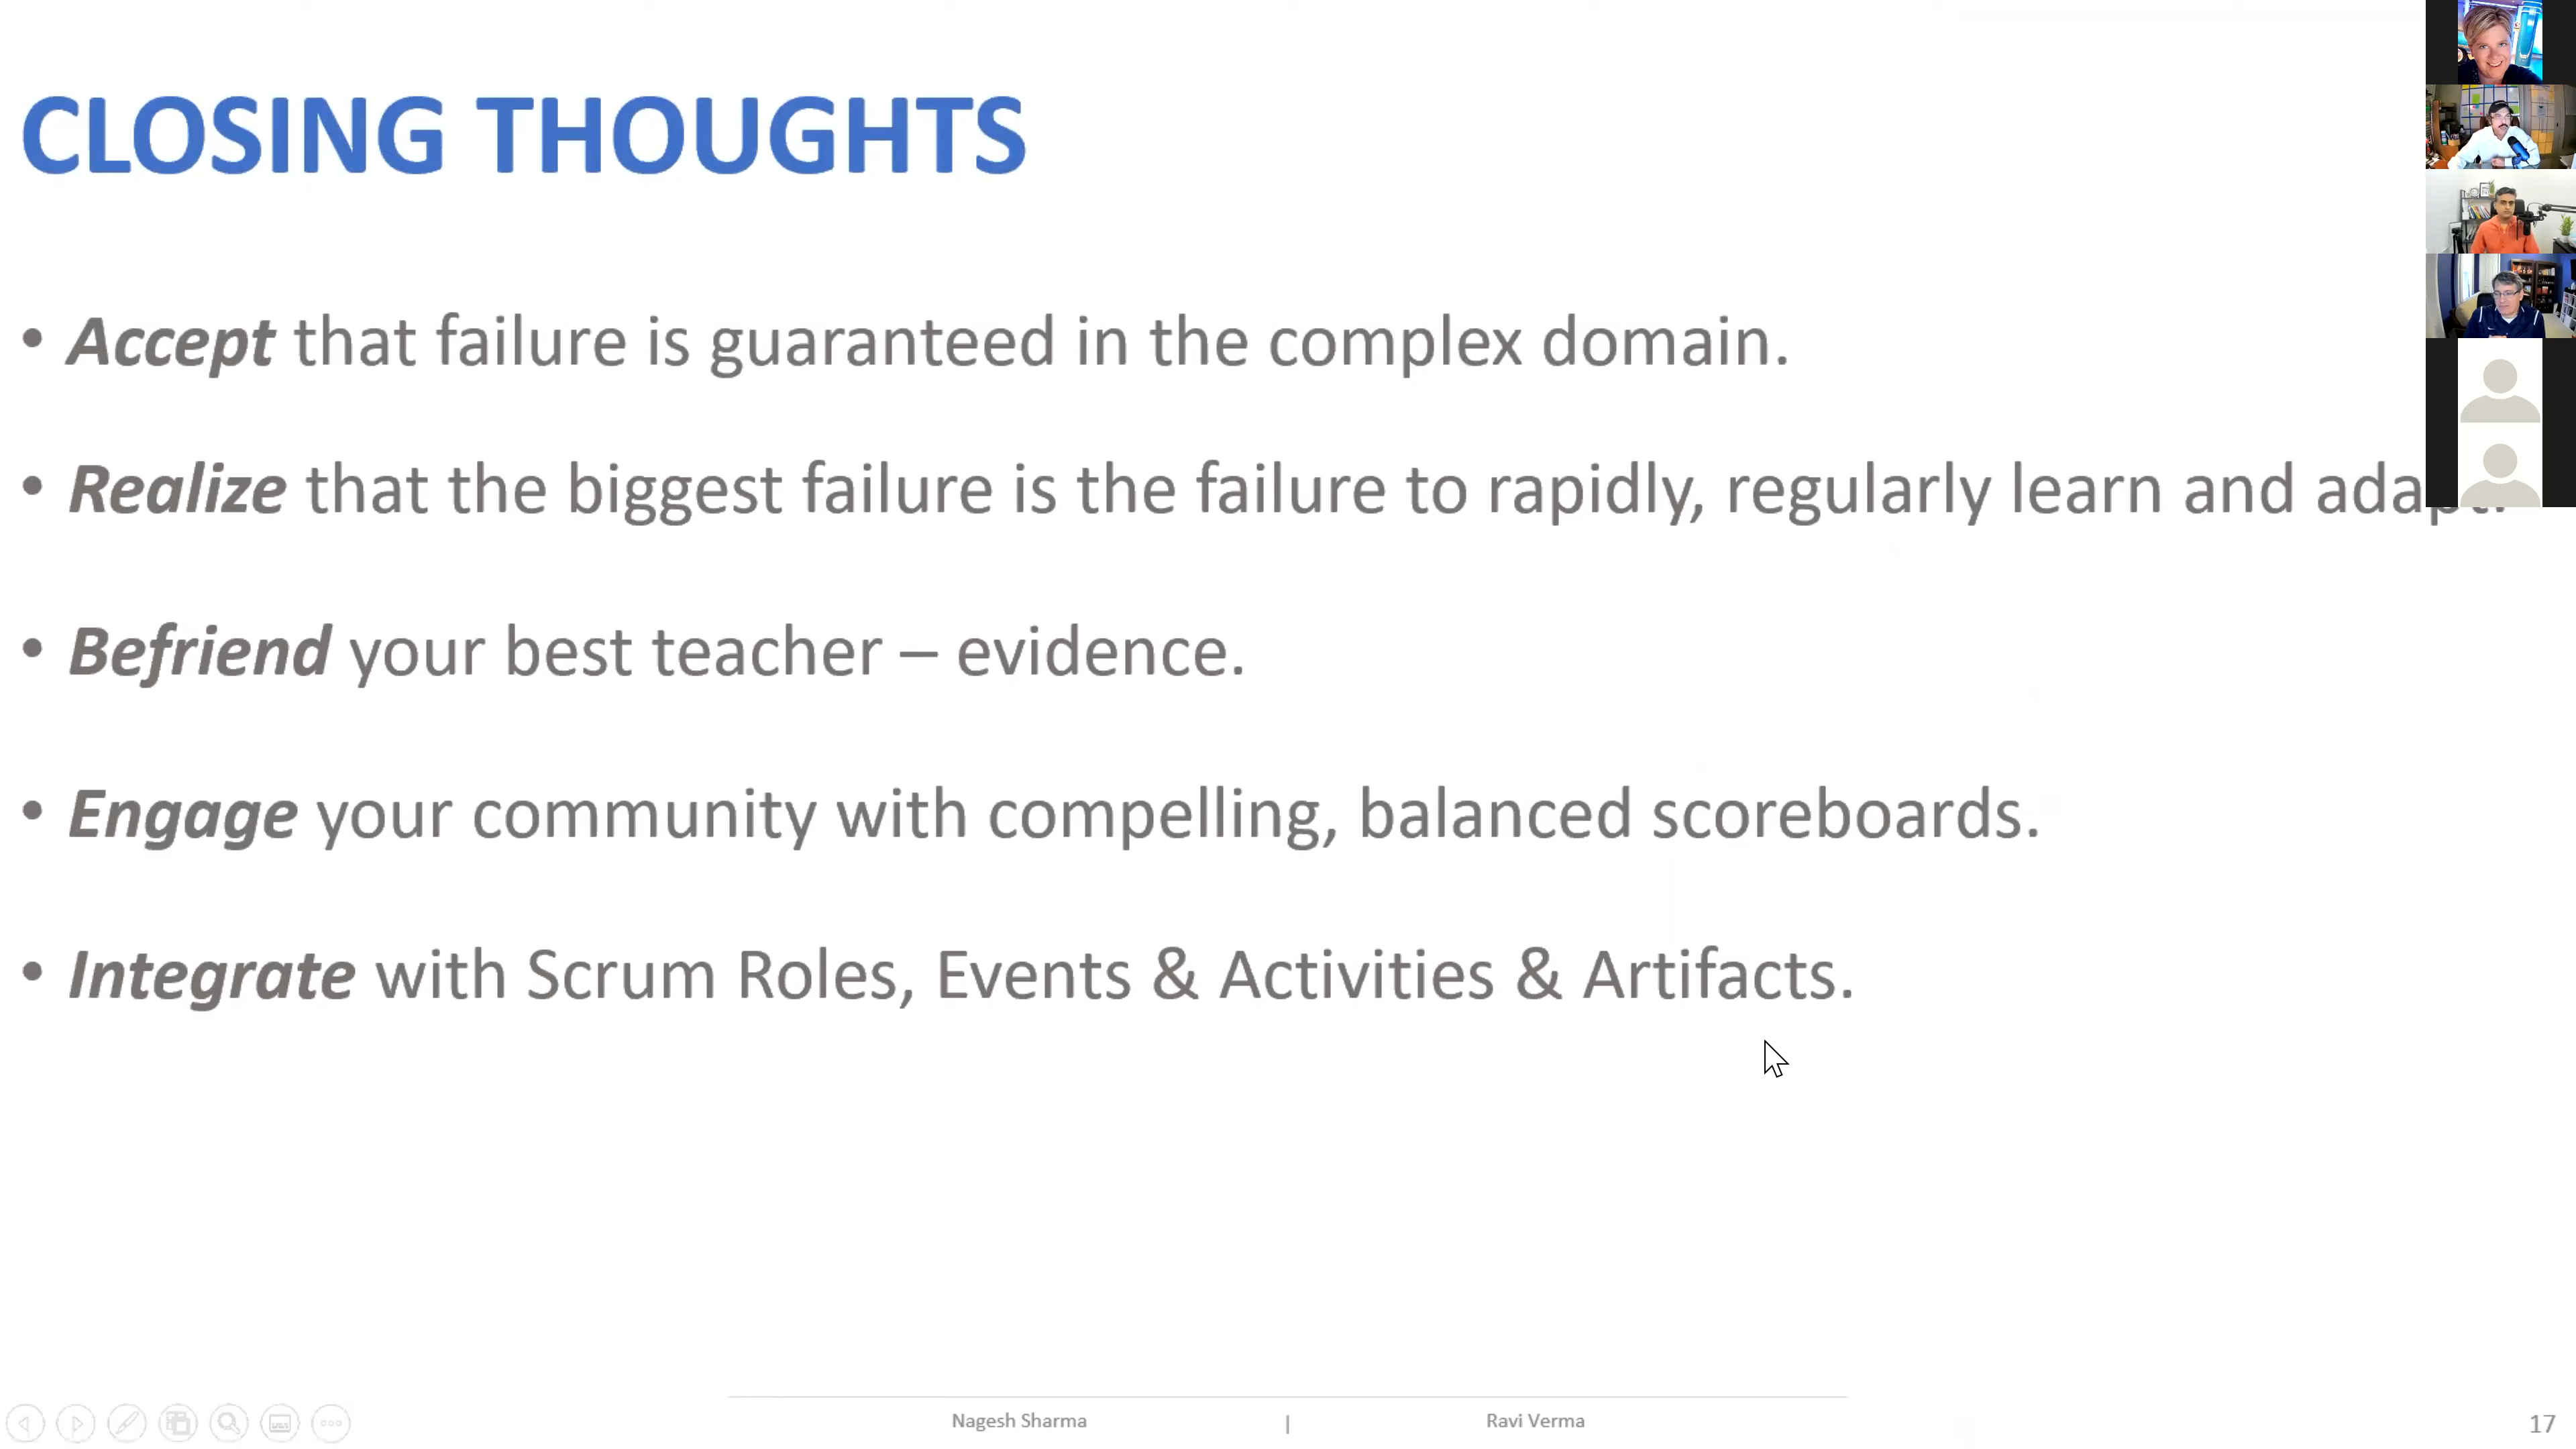 CLOSING THOUGHTS
• Accept that failure is guaranteed in the complex domain.
• Realize that the biggest failure is the failure to rapidly, regularly learn and adapt.
• Befriend your best teacher – evidence.
• Engage your community with compelling, balanced scoreboards.
• Integrate with Scrum Roles, Events & Activities & Artifacts.
Nagesh Sharma | Ravi Verma 17